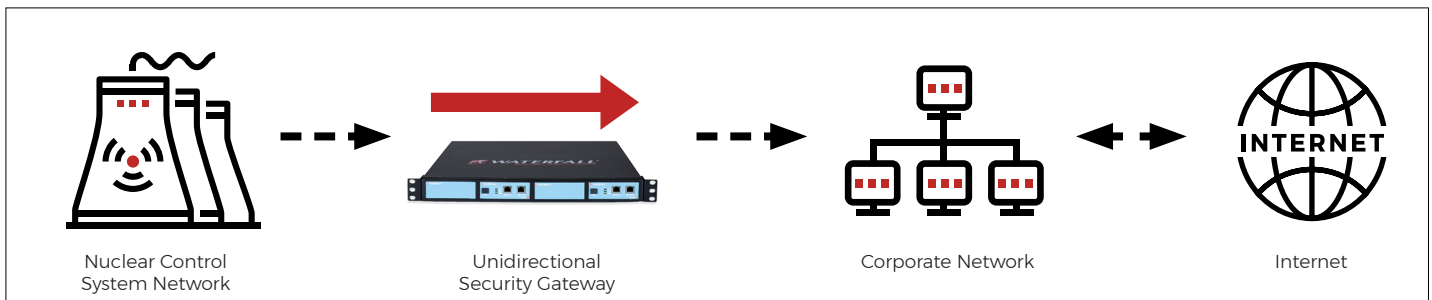 WATERFALL
INTERNET
Nuclear Control
System Network
Unidirectional
Security Gateway
Corporate Network
Internet